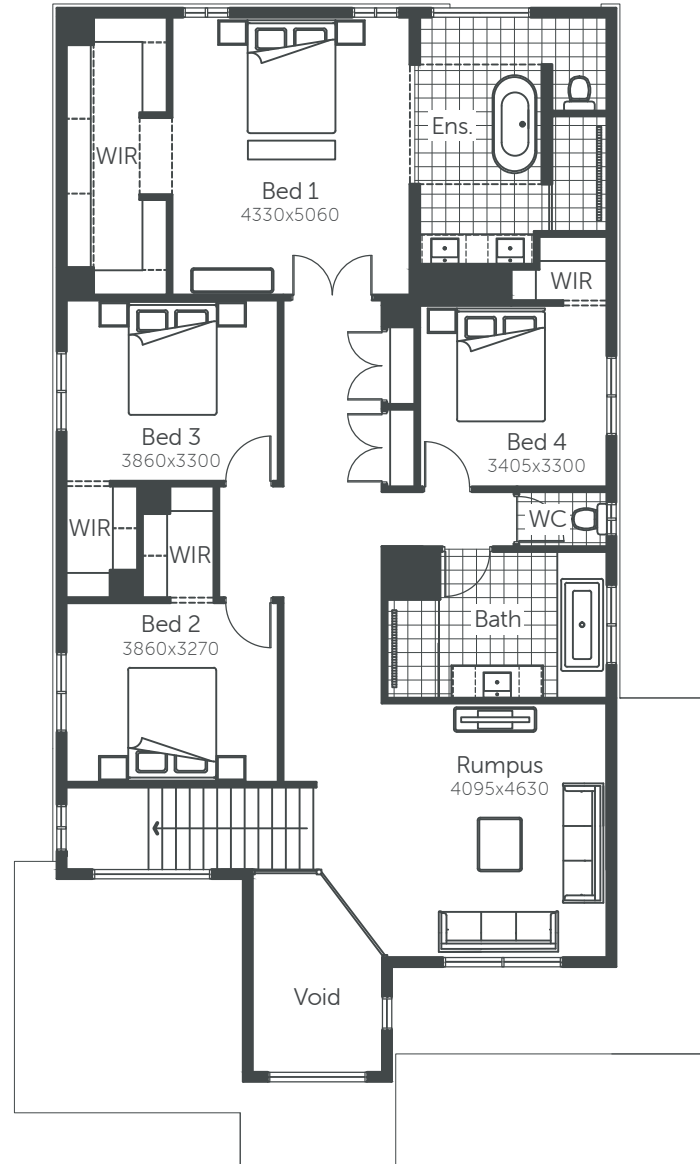 WIR
Ens.
Bed 1
4330x5060
WIR
Bed 3
3860x3300
Bed 4
3405x3300
WIR
WC
WIR
Bath
Bed 2
3860x3270
Rumpus
4095x4630
Void